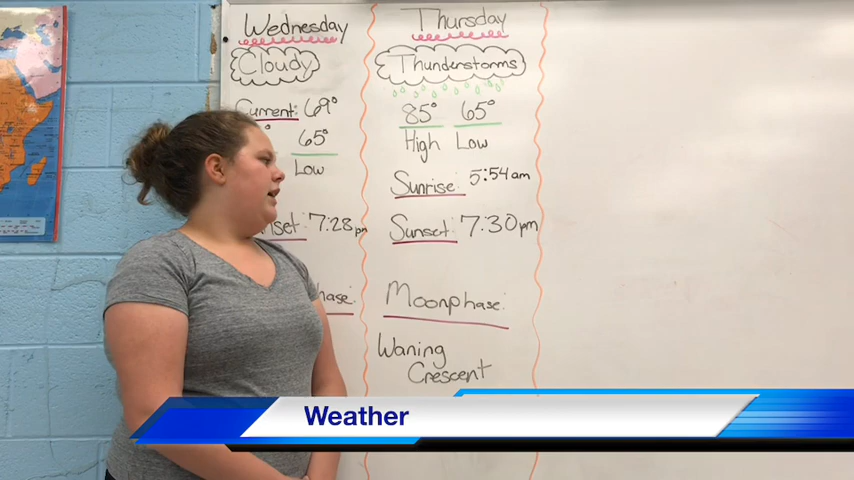 Wednesday
Cloudy
Current: 69°
65°
Low
7:28pm
Thursday
Thunderstorms
85° 65°
High Low
Sunrise: 5:54am
Sunset: 7:30pm
Moonphase:
Waning
Crescent
Weather